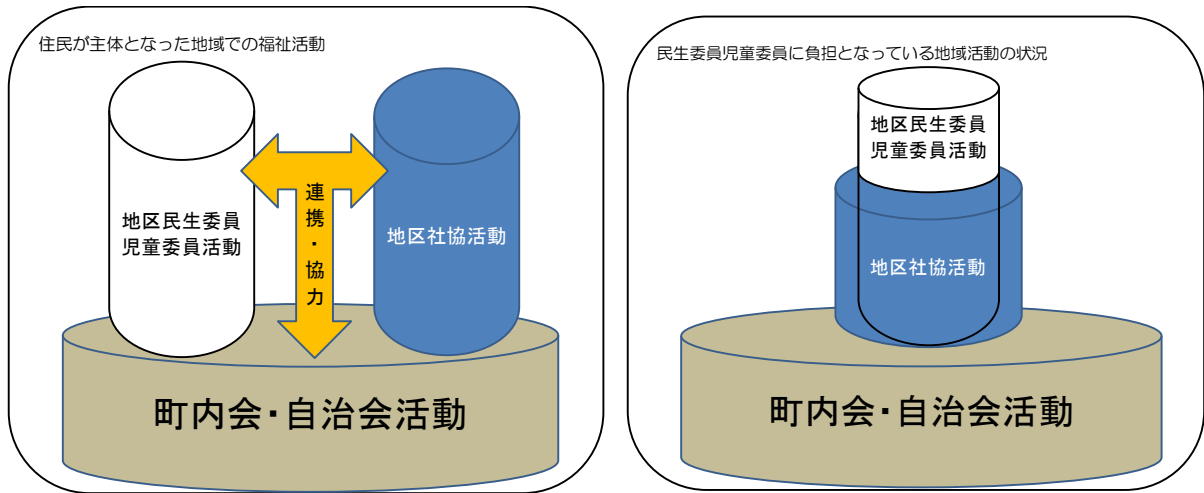 住民が主体となった地域での福祉活動
地区民生委員
児童委員活動
連携・協力
地区社協活動
町内会・自治会活動
民生委員児童委員に負担となっている地域活動の状況
地区民生委員
児童委員活動
地区社協活動
町内会・自治会活動